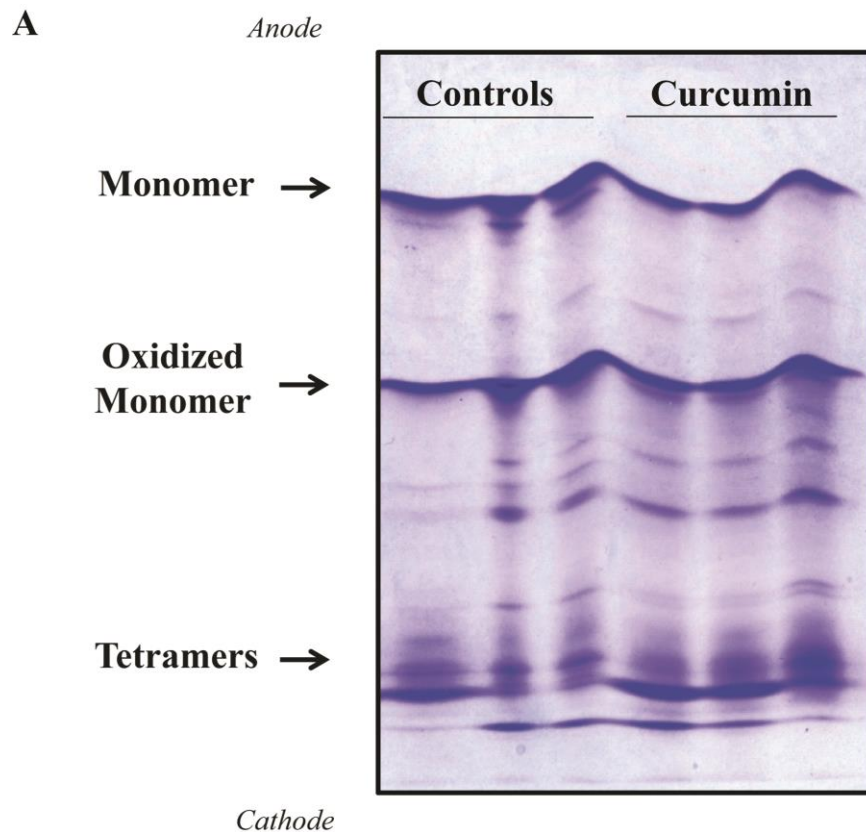 A
Anode
Controls
Curcumin
Monomer
Oxidized
Monomer
Tetramers
Cathode